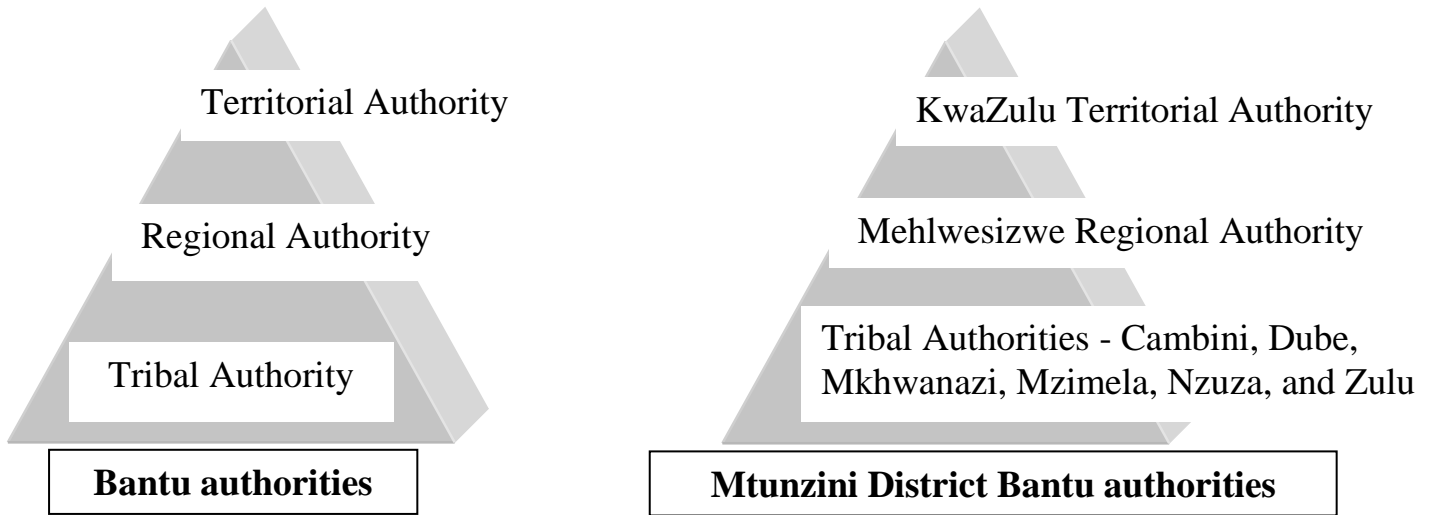 Territorial Authority
Regional Authority
Tribal Authority
Bantu authorities
KwaZulu Territorial Authority
Mehlwesizwe Regional Authority
Tribal Authorities - Cambini, Dube,
Mkhwanazi, Mzimela, Nzuza, and Zulu
Mtunzini District Bantu authorities